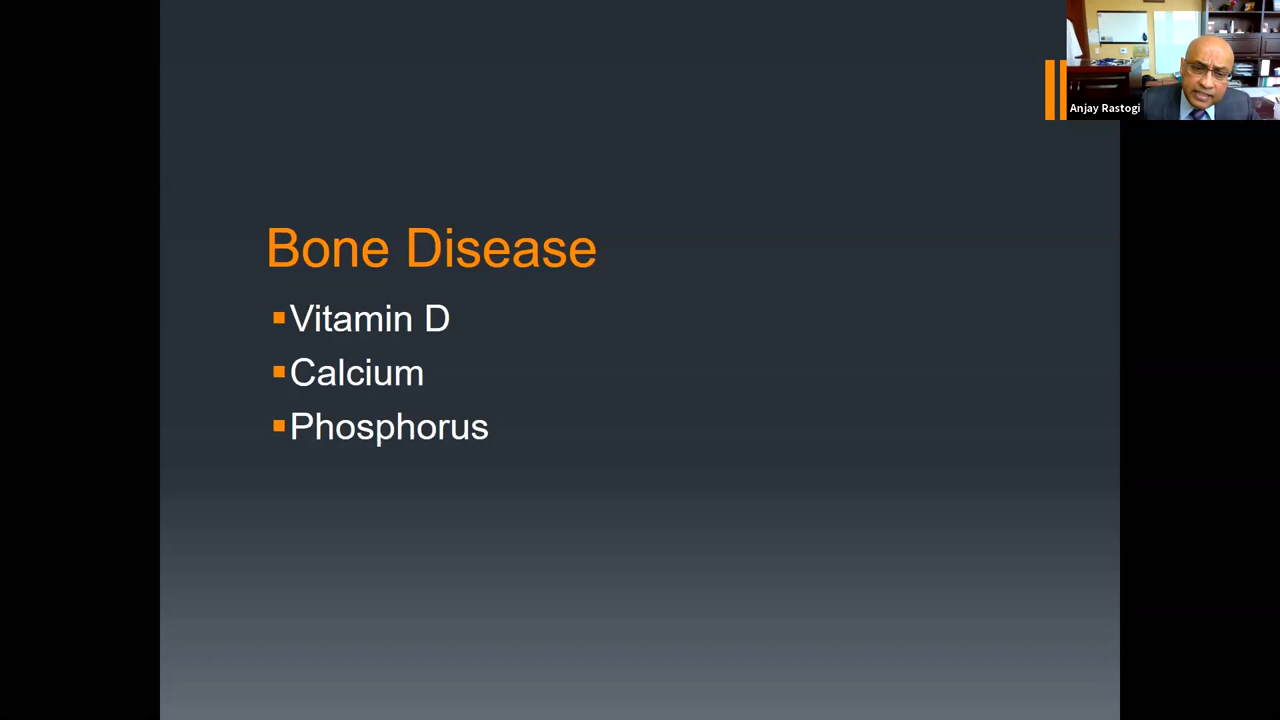 Anjay Rastogi
Bone Disease
Vitamin D
Calcium
Phosphorus